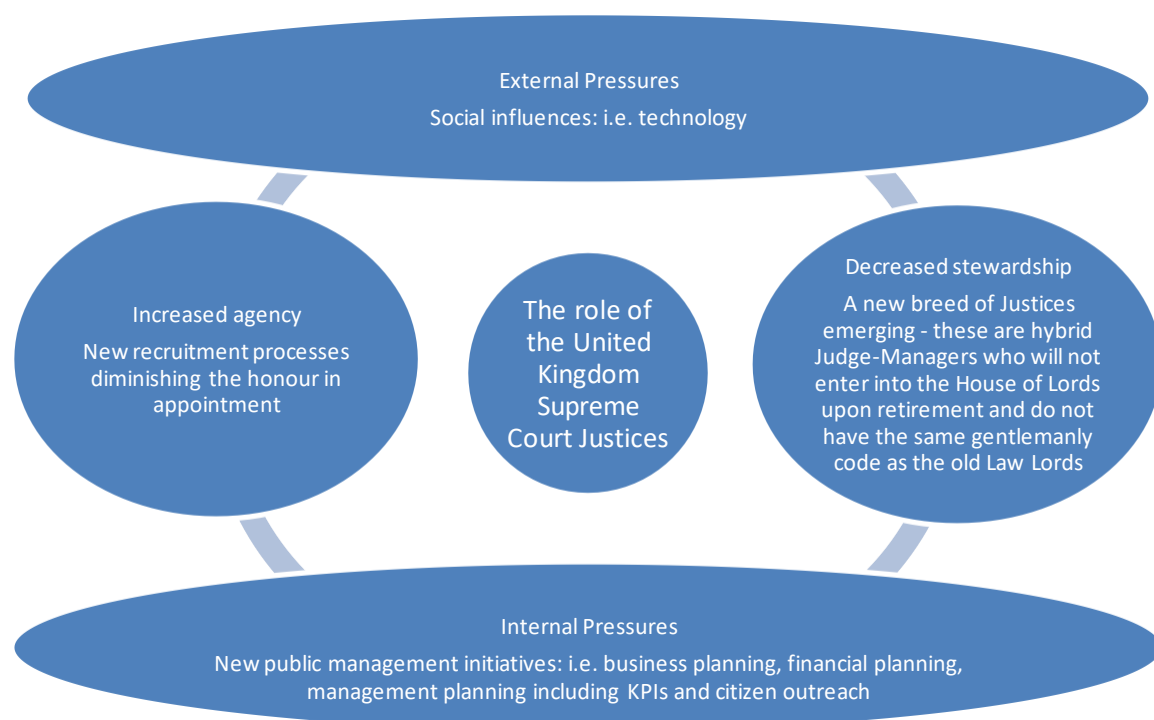 External Pressures
Social influences: i.e. technology
Increased agency
New recruitment processes
diminishing the honour in
appointment
The role of
the United
Kingdom
Supreme
Court Justices
Decreased stewardship
A new breed of Justices
emerging - these are hybrid
Judge-Managers who will not
enter into the House of Lords
upon retirement and do not
have the same gentlemanly
code as the old Law Lords
Internal Pressures
New public management initiatives: i.e. business planning, financial planning,
management planning including KPIs and citizen outreach